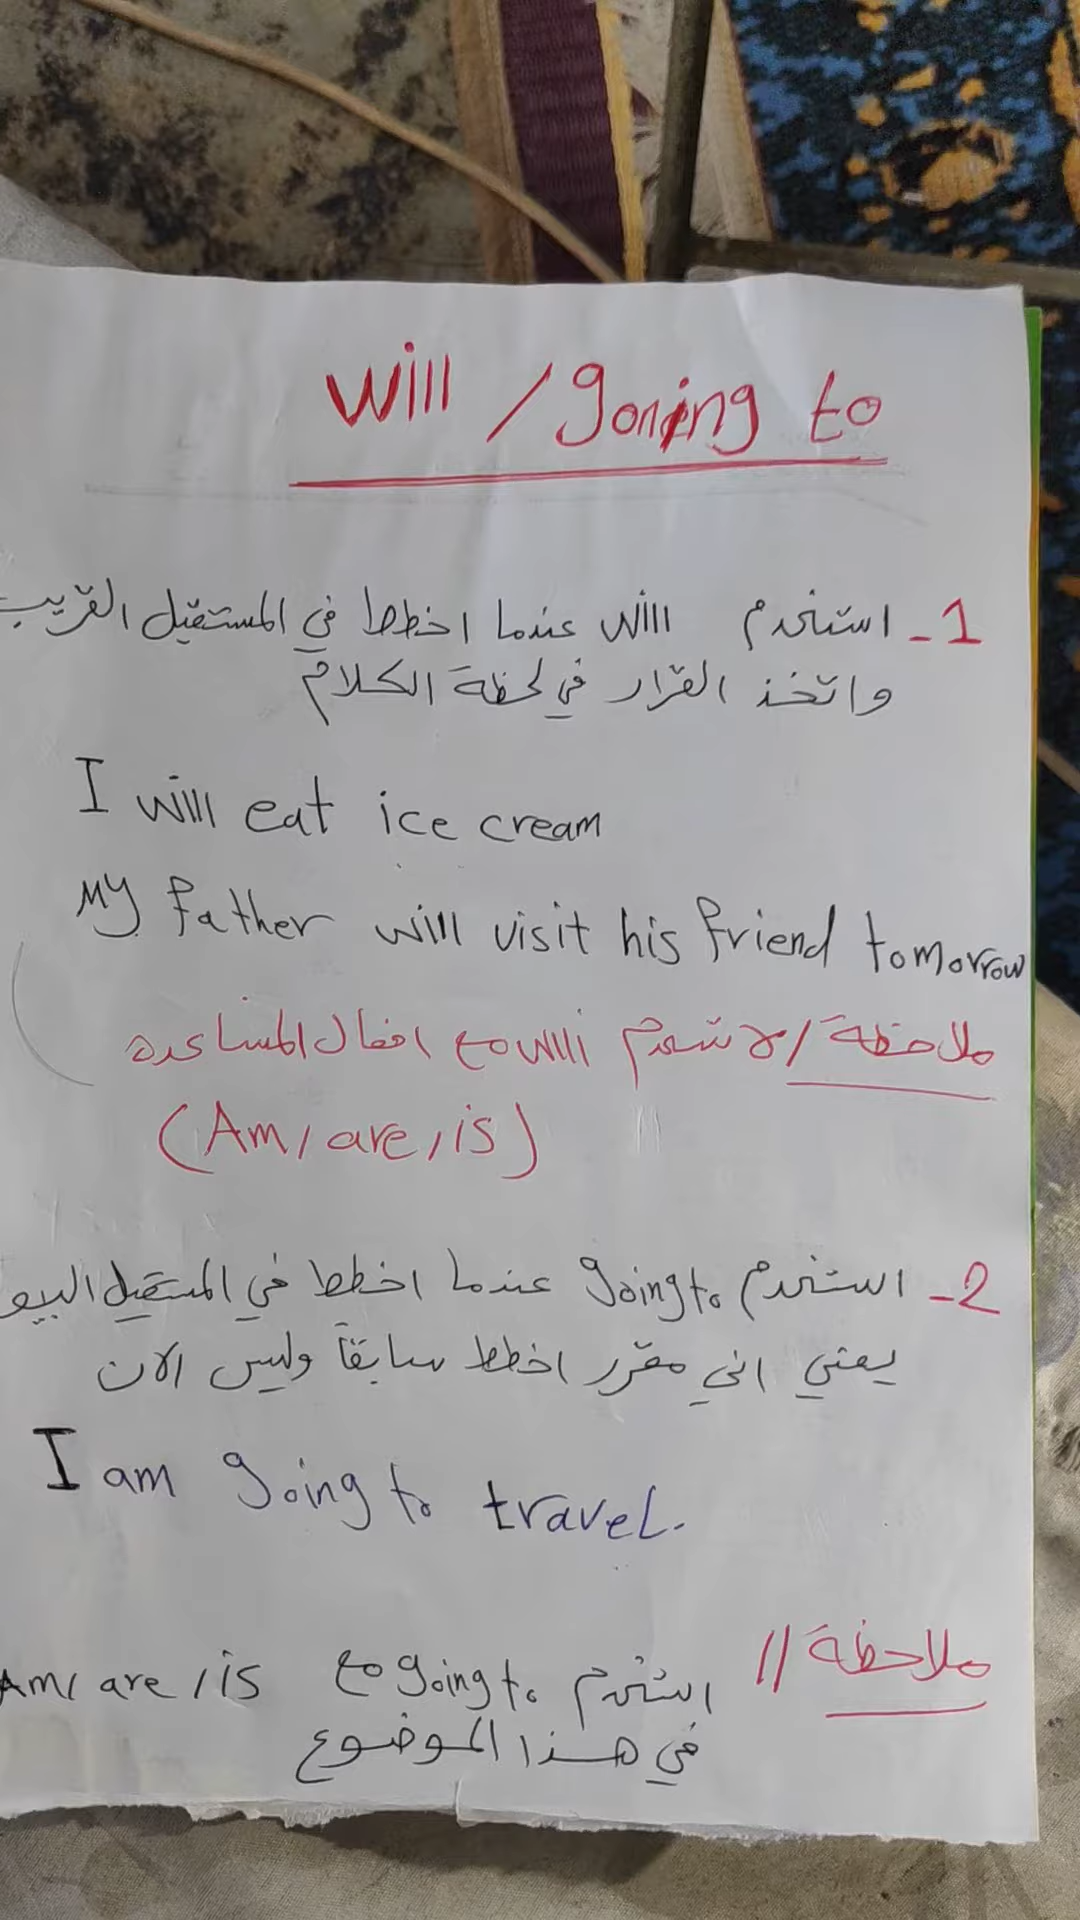 will / going to
1- استخدم will عندما اخطط في المستقبل القريب
واتخذ القرار في لحظة الكلام
I will eat ice cream
My father will visit his friend tomorrow
ملاحظة / لا تستخدم will مع افعال المساعده
(Am, are, is)
2- استخدم going to عندما اخطط في المستقبل البعيد
يعني اني مقرر اخطط سابقاً وليس الان
I am going to travel.
ملاحظة // استخدم going to مع Am, are, is
في هذا الموضوع